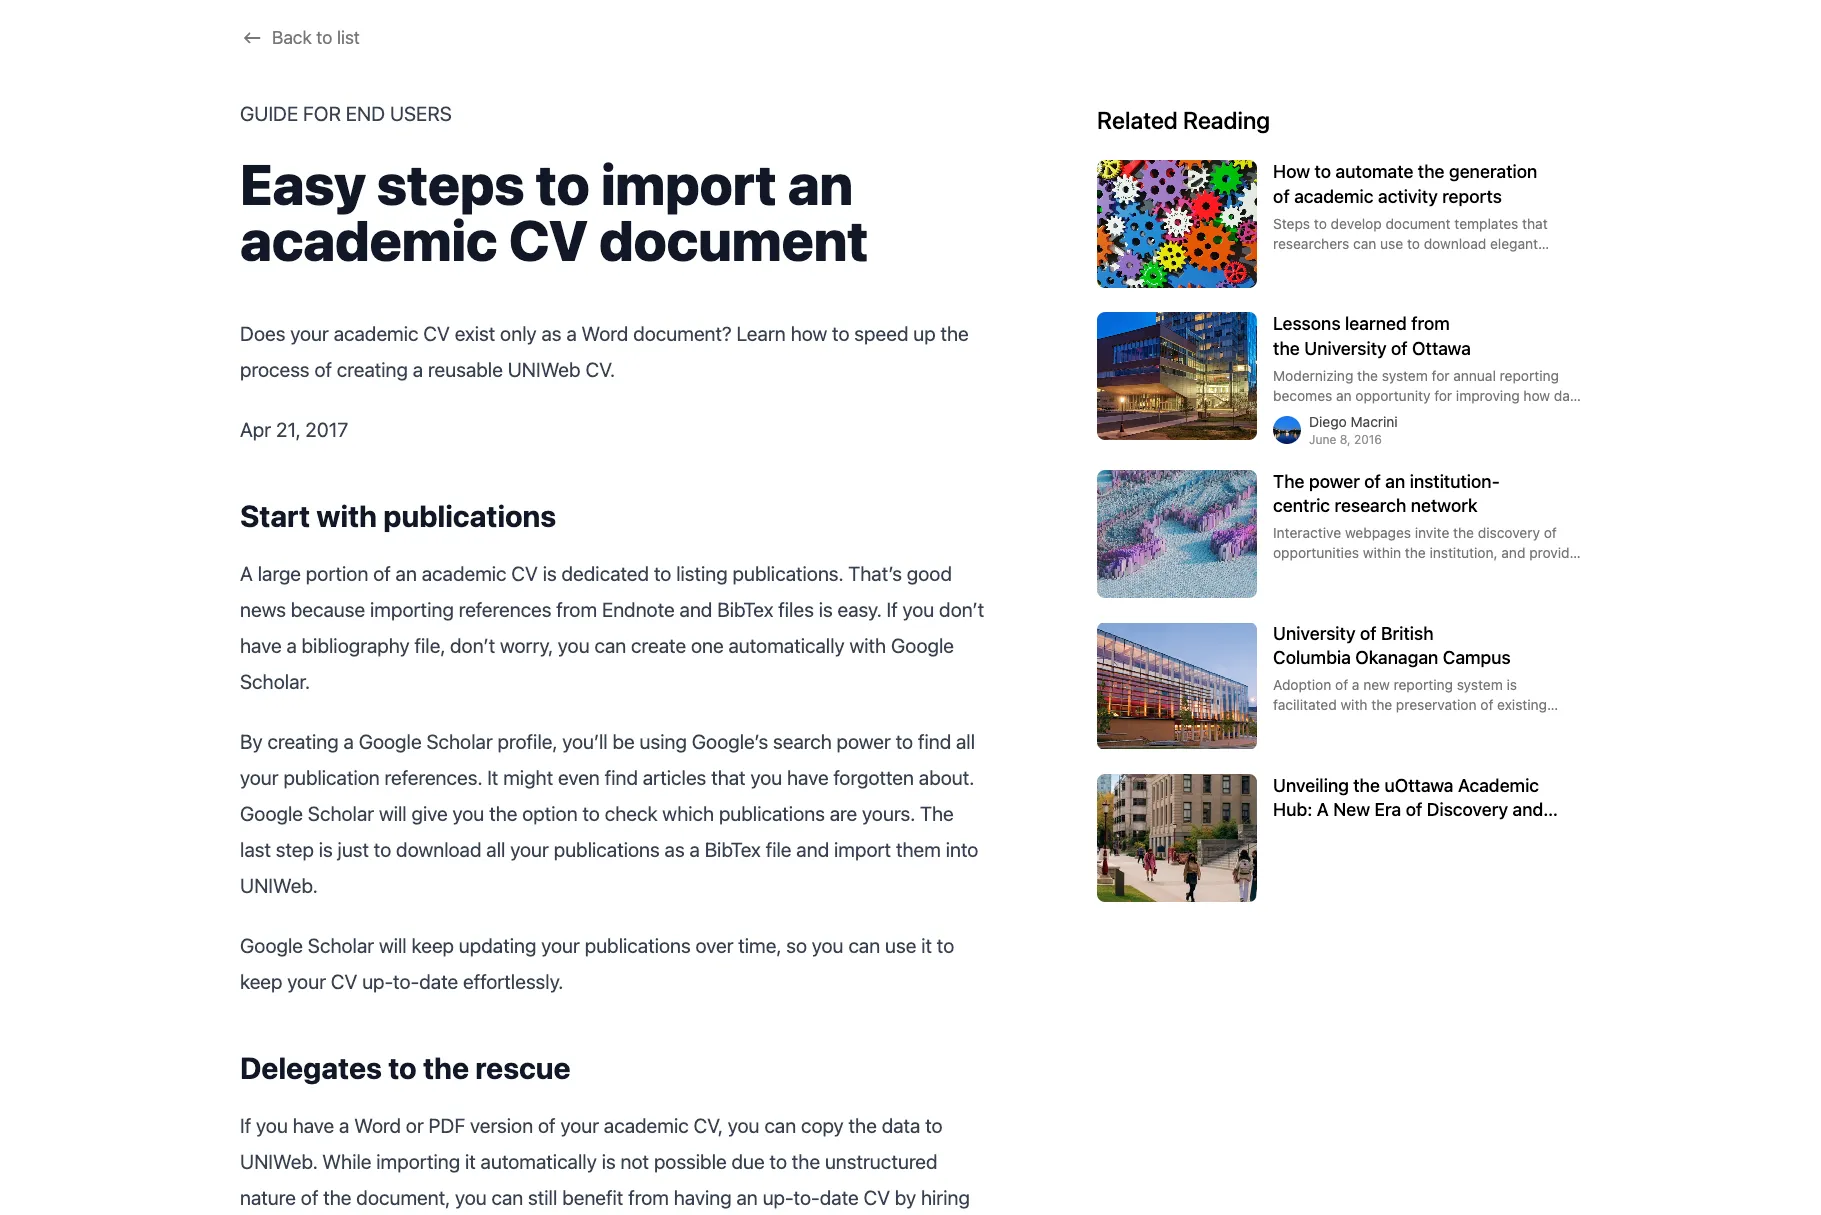 Back to list
GUIDE FOR END USERS
Easy steps to import an
academic CV document
Does your academic CV exist only as a Word document? Learn how to speed up the
process of creating a reusable UNIWeb CV.
Apr 21, 2017
Start with publications
A large portion of an academic CV is dedicated to listing publications. That’s good
news because importing references from Endnote and BibTex files is easy. If you don’t
have a bibliography file, don’t worry, you can create one automatically with Google
Scholar.
By creating a Google Scholar profile, you’ll be using Google’s search power to find all
your publication references. It might even find articles that you have forgotten about.
Google Scholar will give you the option to check which publications are yours. The
last step is just to download all your publications as a BibTex file and import them into
UNIWeb.
Google Scholar will keep updating your publications over time, so you can use it to
keep your CV up-to-date effortlessly.
Delegates to the rescue
If you have a Word or PDF version of your academic CV, you can copy the data to
UNIWeb. While importing it automatically is not possible due to the unstructured
nature of the document, you can still benefit from having an up-to-date CV by hiring
Related Reading
How to automate the generation
of academic activity reports
Steps to develop document templates that
researchers can use to download elegant...
Lessons learned from
the University of Ottawa
Modernizing the system for annual reporting
becomes an opportunity for improving how da...
Diego Macrini
June 8, 2016
The power of an institution-
centric research network
Interactive webpages invite the discovery of
opportunities within the institution, and provid...
University of British
Columbia Okanagan Campus
Adoption of a new reporting system is
facilitated with the preservation of existing...
Unveiling the uOttawa Academic
Hub: A New Era of Discovery and...